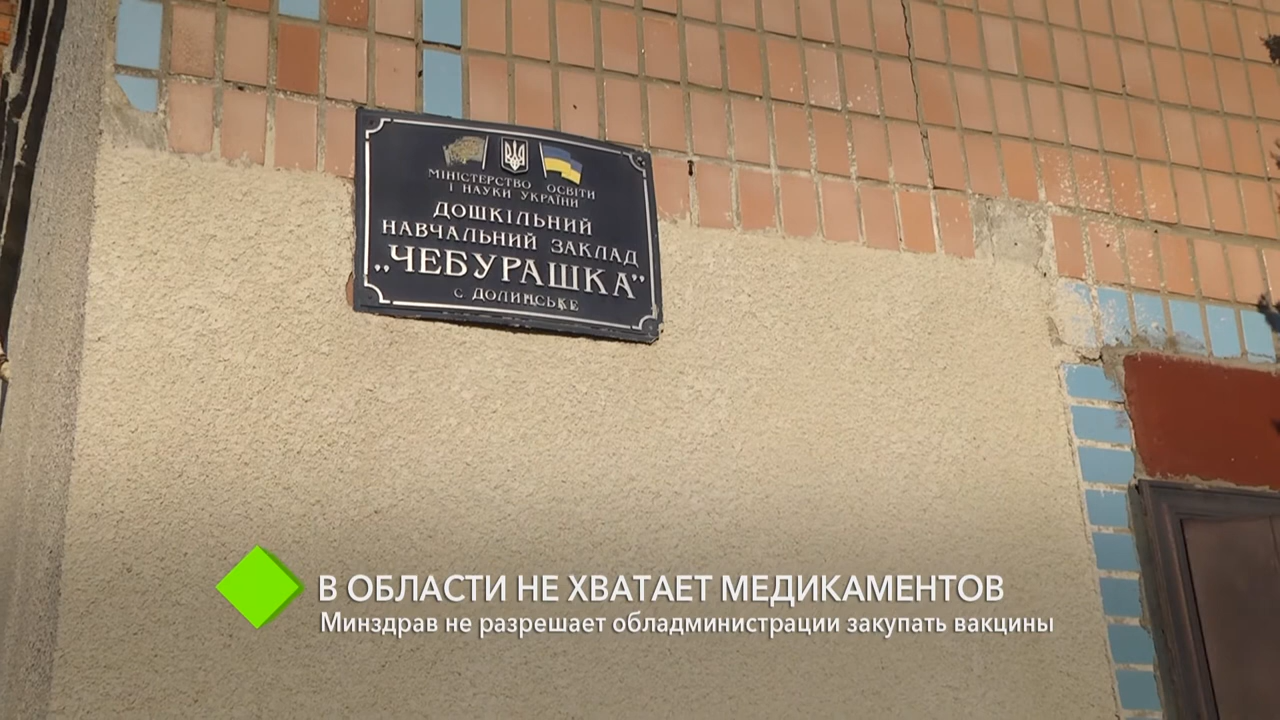 МІНІСТЕРСТВО ОСВІТИ
І НАУКИ УКРАЇНИ
ДОШКІЛЬНИЙ
НАВЧАЛЬНИЙ ЗАКЛАД
„ЧЕБУРАШКА”
С. ДОЛИНСЬКЕ
В ОБЛАСТИ НЕ ХВАТАЕТ МЕДИКАМЕНТОВ
Минздрав не разрешает обладминистрации закупать вакцины